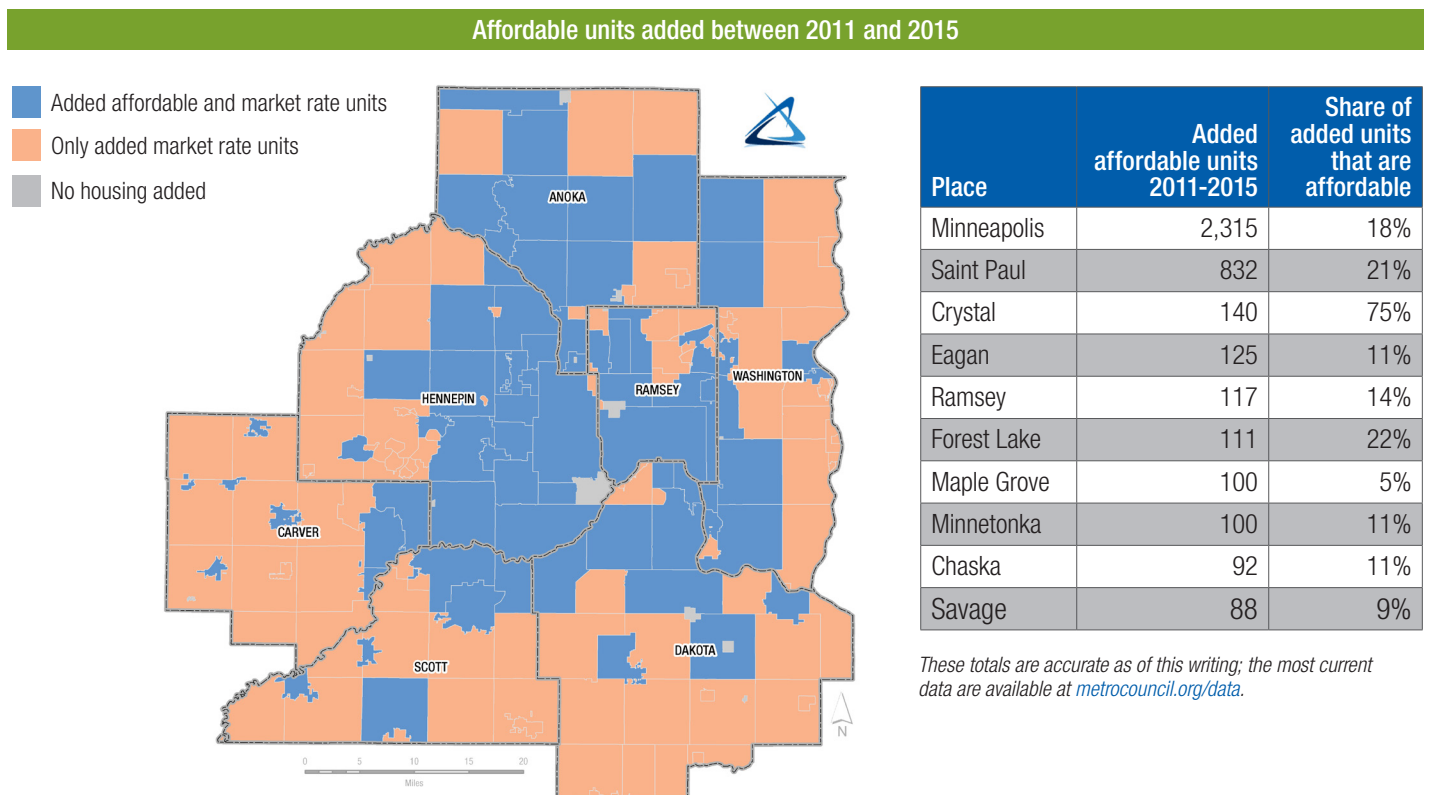 Affordable units added between 2011 and 2015
Added affordable and market rate units
Only added market rate units
No housing added
ANOKA
HENNEPIN
RAMSEY
WASHINGTON
CARVER
SCOTT
DAKOTA
N
0 5 10 15 20
Miles
Place Added affordable units 2011-2015 Share of added units that are affordable
Minneapolis 2,315 18%
Saint Paul 832 21%
Crystal 140 75%
Eagan 125 11%
Ramsey 117 14%
Forest Lake 111 22%
Maple Grove 100 5%
Minnetonka 100 11%
Chaska 92 11%
Savage 88 9%
These totals are accurate as of this writing; the most current
data are available at metrocouncil.org/data.